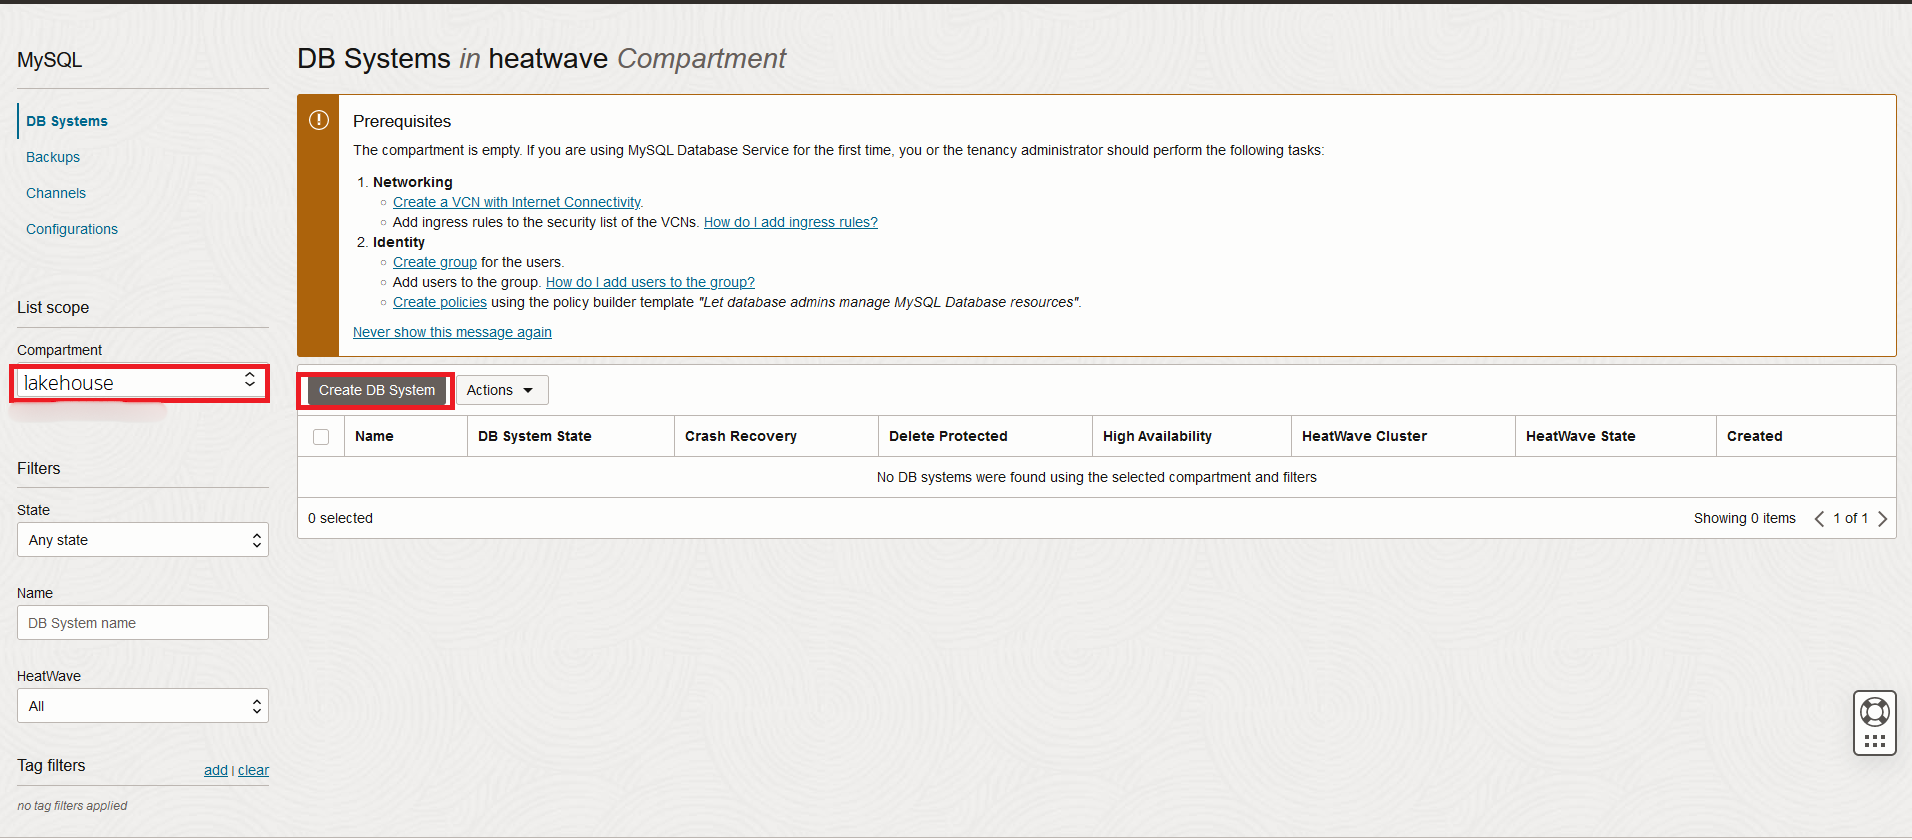 MySQL
DB Systems
Backups
Channels
Configurations
List scope
Compartment
lakehouse
Filters
State
Any state
Name
DB System name
HeatWave
All
Tag filters
add | clear
no tag filters applied
DB Systems in heatwave Compartment
Prerequisites
The compartment is empty. If you are using MySQL Database Service for the first time, you or the tenancy administrator should perform the following tasks:
1. Networking
Create a VCN with Internet Connectivity.
Add ingress rules to the security list of the VCNs. How do I add ingress rules?
2. Identity
Create group for the users.
Add users to the group. How do I add users to the group?
Create policies using the policy builder template "Let database admins manage MySQL Database resources".
Never show this message again
Create DB System Actions
Name DB System State Crash Recovery Delete Protected High Availability HeatWave Cluster HeatWave State Created
No DB systems were found using the selected compartment and filters
0 selected Showing 0 items 1 of 1